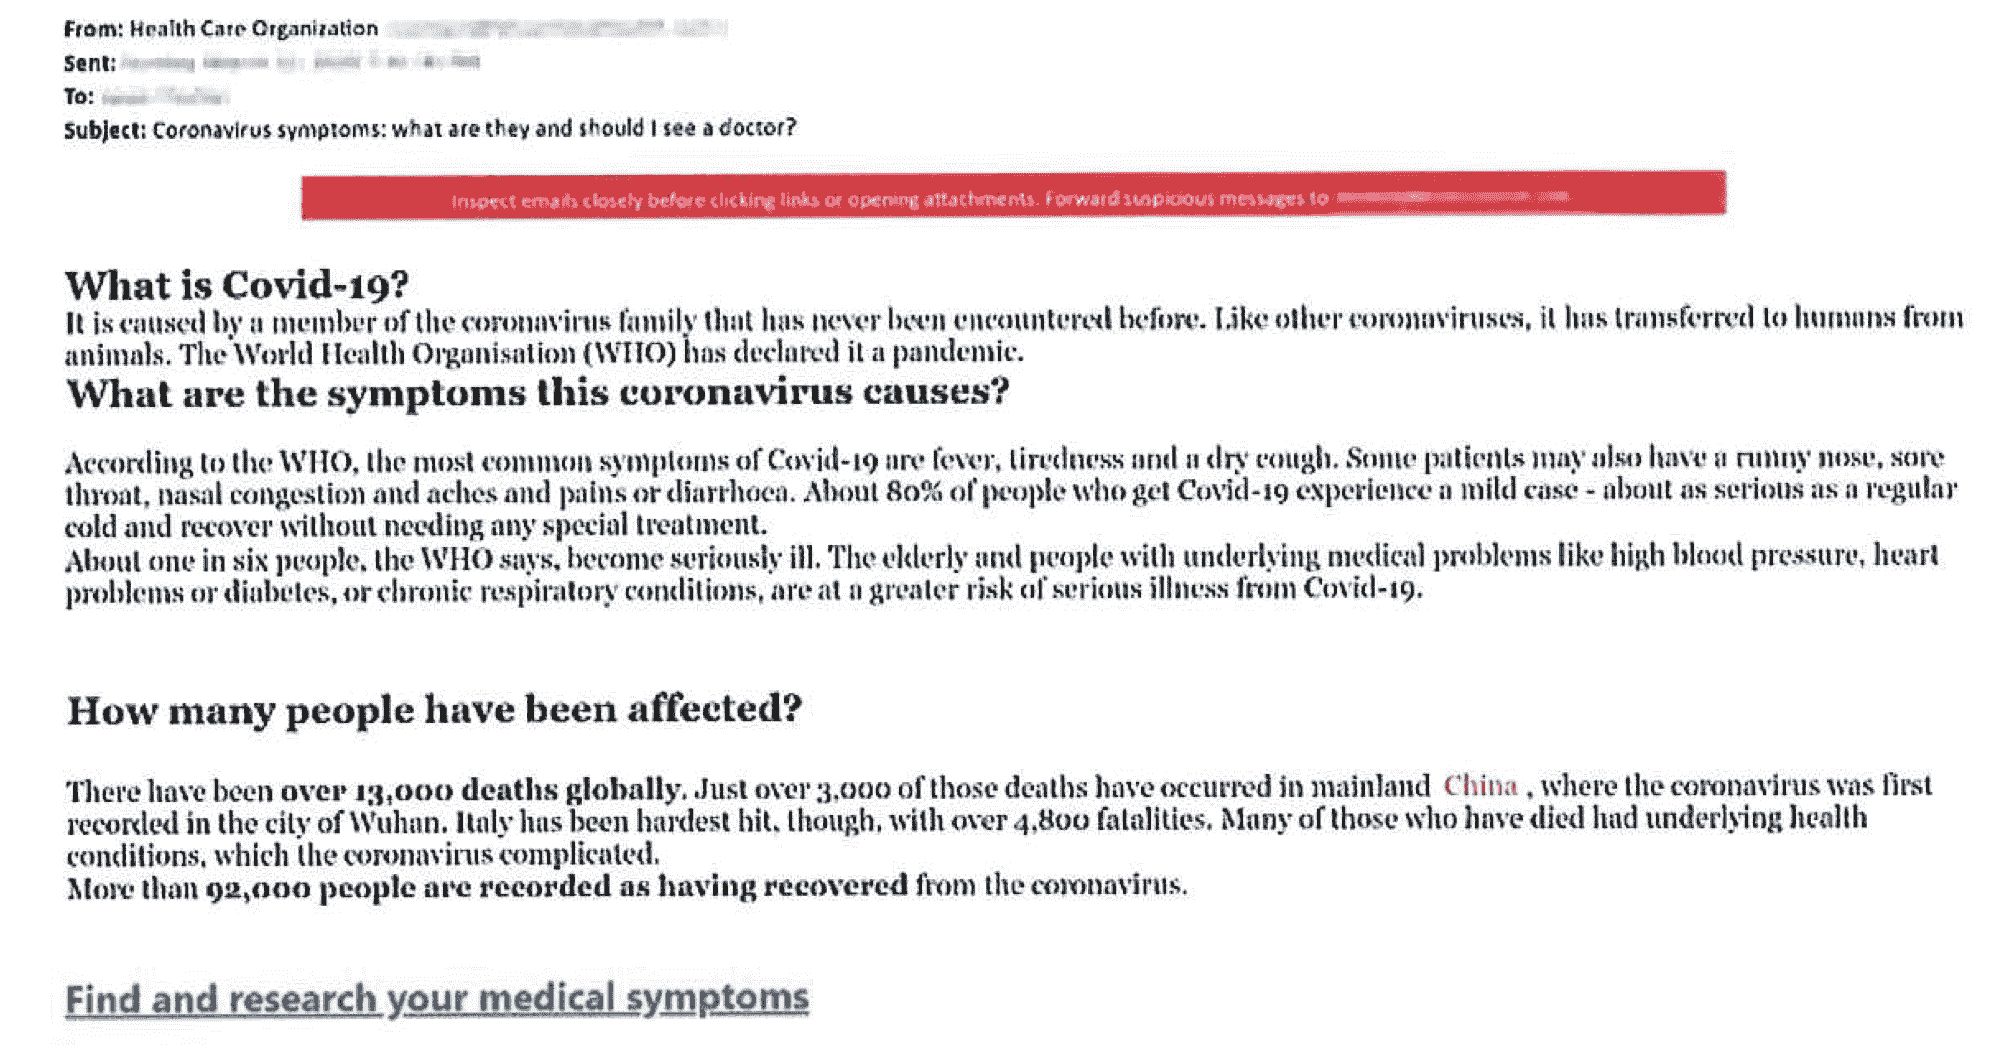 From: Health Care Organization
Sent:
To:
Subject: Coronavirus symptoms: what are they and should I see a doctor?
Inspect emails closely before clicking links or opening attachments. Forward suspicious messages to
What is Covid-19?
It is caused by a member of the coronavirus family that has never been encountered before. Like other coronaviruses, it has transferred to humans from
animals. The World Health Organisation (WHO) has declared it a pandemic.
What are the symptoms this coronavirus causes?
According to the WHO, the most common symptoms of Covid-19 are fever, tiredness and a dry cough. Some patients may also have a runny nose, sore
throat, nasal congestion and aches and pains or diarrhoea. About 80% of people who get Covid-19 experience a mild case - about as serious as a regular
cold and recover without needing any special treatment.
About one in six people, the WHO says, become seriously ill. The elderly and people with underlying medical problems like high blood pressure, heart
problems or diabetes, or chronic respiratory conditions, are at a greater risk of serious illness from Covid-19.
How many people have been affected?
There have been over 13,000 deaths globally. Just over 3,000 of those deaths have occurred in mainland China , where the coronavirus was first
recorded in the city of Wuhan. Italy has been hardest hit, though, with over 4,800 fatalities. Many of those who have died had underlying health
conditions, which the coronavirus complicated.
More than 92,000 people are recorded as having recovered from the coronavirus.
Find and research your medical symptoms